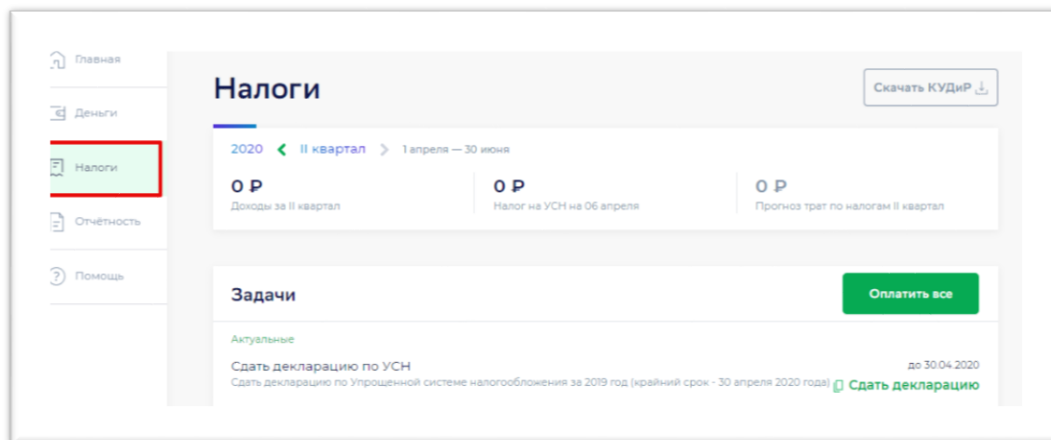 Главная
Деньги
Налоги
Отчётность
Помощь
Налоги
Скачать КУДиР
2020 II квартал 1 апреля — 30 июня
0 ₽ 0 ₽ 0 ₽
Доходы за II квартал Налог на УСН на 06 апреля Прогноз трат по налогам II квартал
Задачи Оплатить все
Актуальные
Сдать декларацию по УСН до 30.04.2020
Сдать декларацию по Упрощенной системе налогообложения за 2019 год (крайний срок - 30 апреля 2020 года) Сдать декларацию